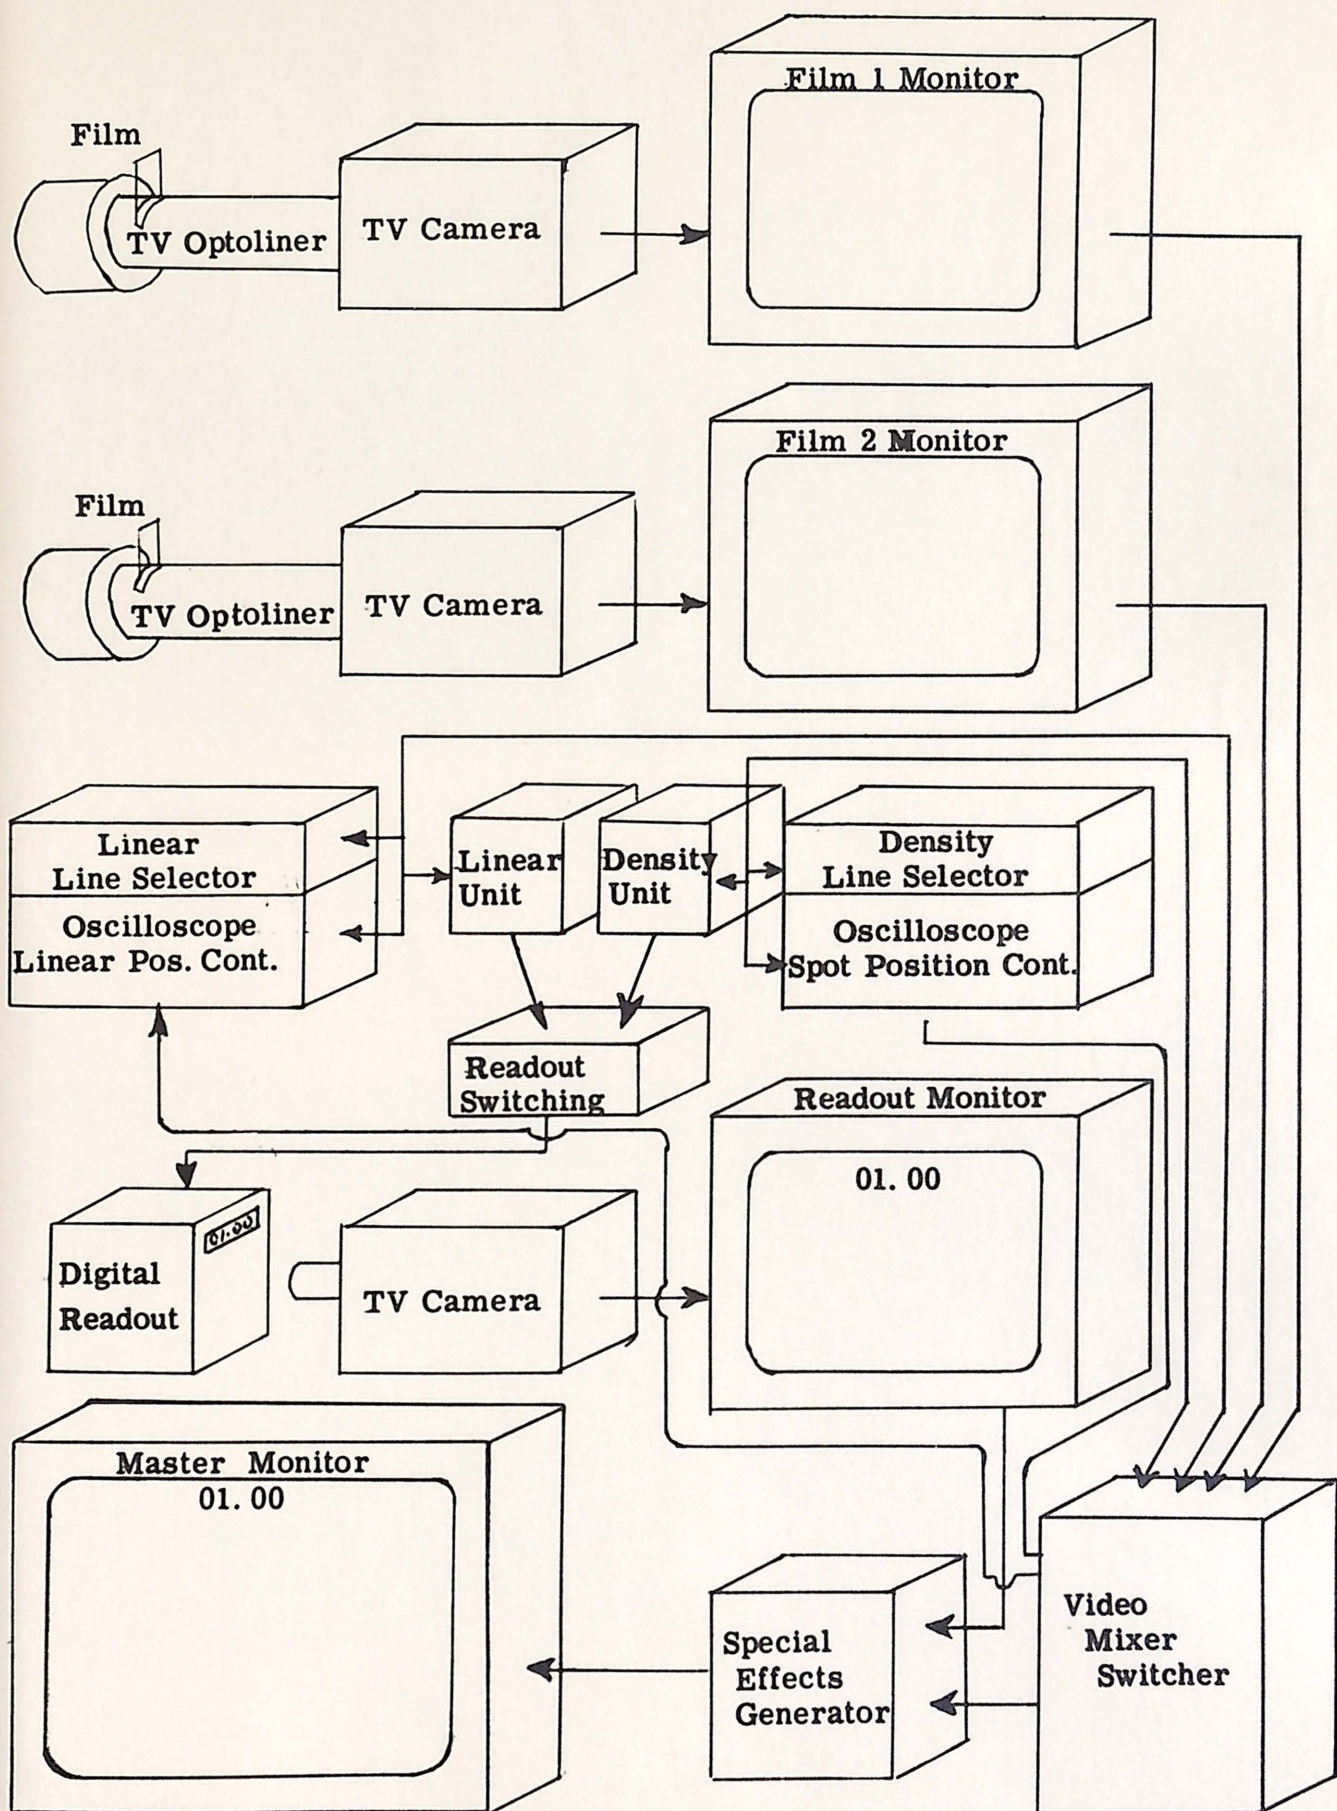 Film 1 Monitor
Film
TV Optoliner
TV Camera
Film 2 Monitor
Film
TV Optoliner
TV Camera
Linear
Line Selector
Oscilloscope
Linear Pos. Cont.
Linear
Unit
Density
Unit
Density
Line Selector
Oscilloscope
Spot Position Cont.
Readout
Switching
Readout Monitor
01. 00
01.00
Digital
Readout
TV Camera
Master Monitor
01. 00
Special
Effects
Generator
Video
Mixer
Switcher